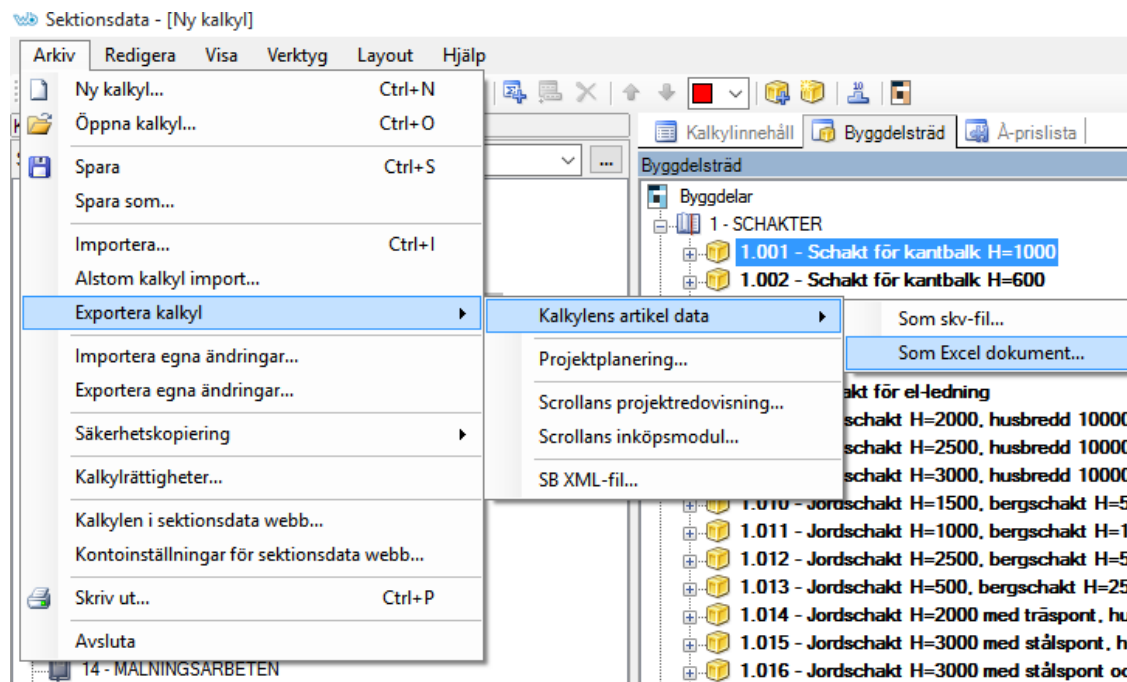 Sektionsdata - [Ny kalkyl]
Arkiv Redigera Visa Verktyg Layout Hjälp
Ny kalkyl... Ctrl+N
Öppna kalkyl... Ctrl+O
Spara Ctrl+S
Spara som...
Importera... Ctrl+I
Alstom kalkyl import...
Exportera kalkyl
Importera egna ändringar...
Exportera egna ändringar...
Säkerhetskopiering
Kalkylrättigheter...
Kalkylen i sektionsdata webb...
Kontoinställningar för sektionsdata webb...
Skriv ut... Ctrl+P
Avsluta
14 - MÅLNINGSARBETEN
...
Kalkylens artikel data
Projektplanering...
Scrollans projektredovisning...
Scrollans inköpsmodul...
SB XML-fil...
Som skv-fil...
Som Excel dokument...
Kalkylinnehåll Byggdelsträd À-prislista
Byggdelsträd
Byggdelar
1 - SCHAKTER
1.001 - Schakt för kantbalk H=1000
1.002 - Schakt för kantbalk H=600
akt för el-ledning
schakt H=2000, husbredd 10000
schakt H=2500, husbredd 10000
schakt H=3000, husbredd 10000
1.010 - Jordschakt H=1500, bergschakt H=5
1.011 - Jordschakt H=1000, bergschakt H=1
1.012 - Jordschakt H=2500, bergschakt H=5
1.013 - Jordschakt H=500, bergschakt H=25
1.014 - Jordschakt H=2000 med träspont, hu
1.015 - Jordschakt H=3000 med stålspont, h
1.016 - Jordschakt H=3000 med stålspont oc